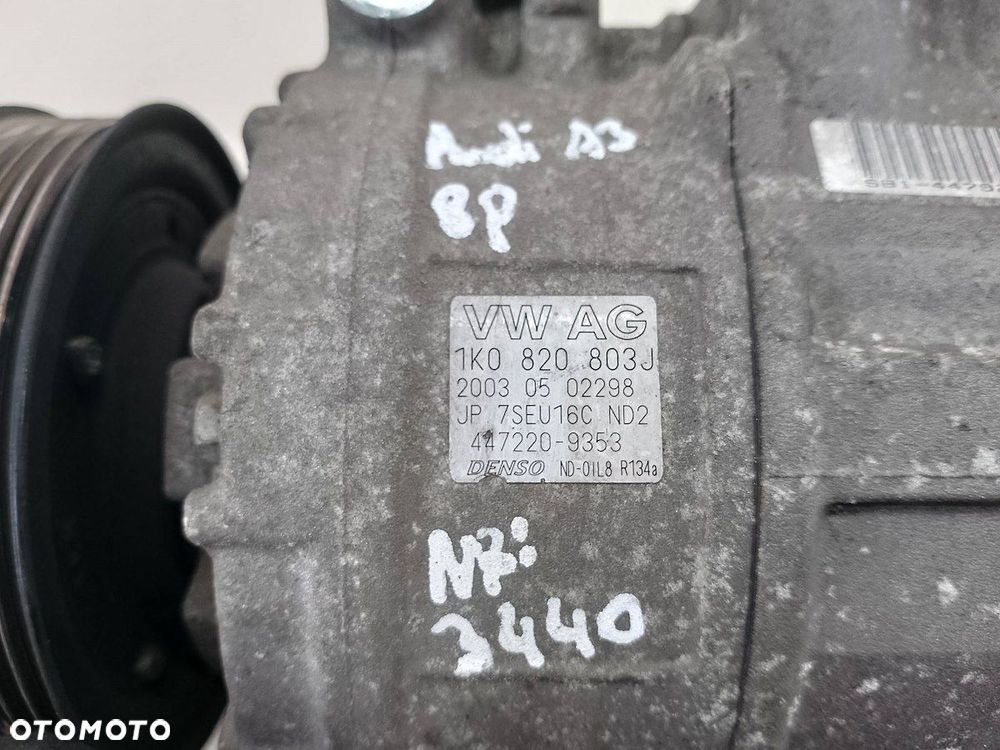 Audi A3
8P
VW AG
1K0 820 803J
2003 05 02298
JP 7SEU16C ND2
447220-9353
DENSO ND-OIL8 R134a
NR:
3440
OTOMOTO